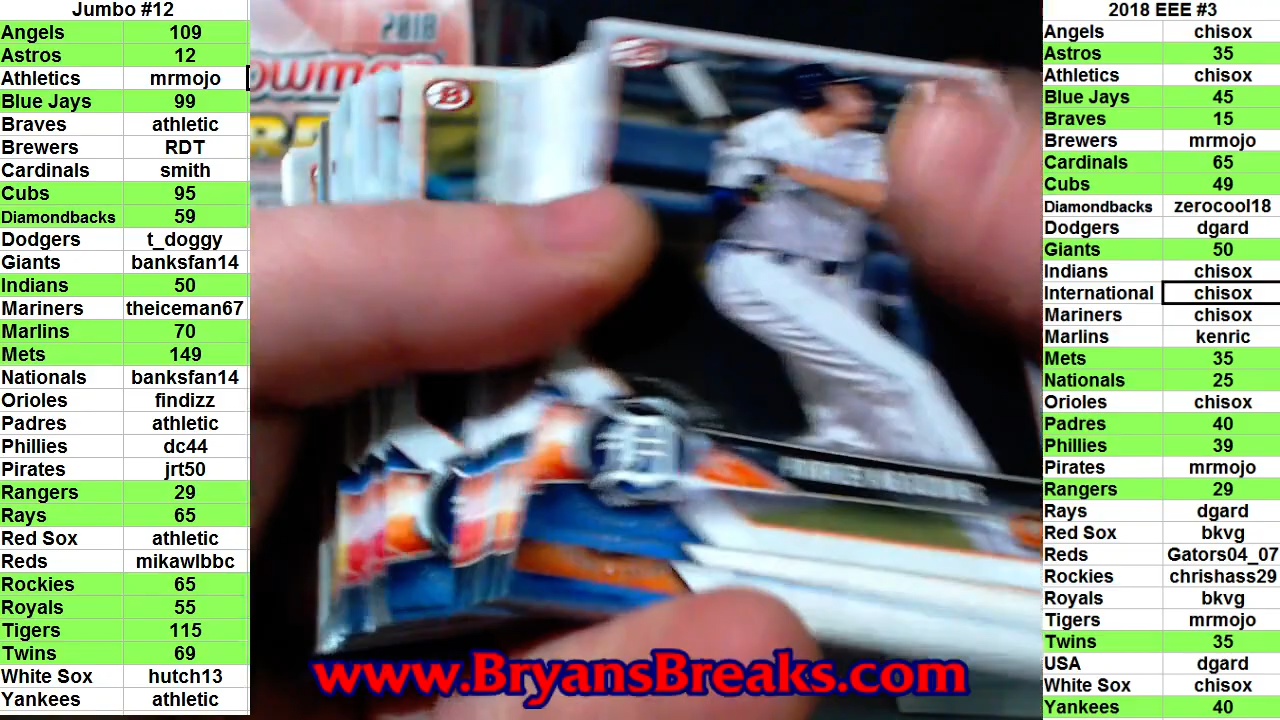 Jumbo #12
Angels 109
Astros 12
Athletics mrmojo
Blue Jays 99
Braves athletic
Brewers RDT
Cardinals smith
Cubs 95
Diamondbacks 59
Dodgers t_doggy
Giants banksfan14
Indians 50
Mariners theiceman67
Marlins 70
Mets 149
Nationals banksfan14
Orioles findizz
Padres athletic
Phillies dc44
Pirates jrt50
Rangers 29
Rays 65
Red Sox athletic
Reds mikawlbbc
Rockies 65
Royals 55
Tigers 115
Twins 69
White Sox hutch13
Yankees athletic
2018
owman
B
www.BryansBreaks.com
2018 EEE #3
Angels chisox
Astros 35
Athletics chisox
Blue Jays 45
Braves 15
Brewers mrmojo
Cardinals 65
Cubs 49
Diamondbacks zerocool18
Dodgers dgard
Giants 50
Indians chisox
International chisox
Mariners chisox
Marlins kenric
Mets 35
Nationals 25
Orioles chisox
Padres 40
Phillies 39
Pirates mrmojo
Rangers 29
Rays dgard
Red Sox bkvg
Reds Gators04_07
Rockies chrishass29
Royals bkvg
Tigers mrmojo
Twins 35
USA dgard
White Sox chisox
Yankees 40